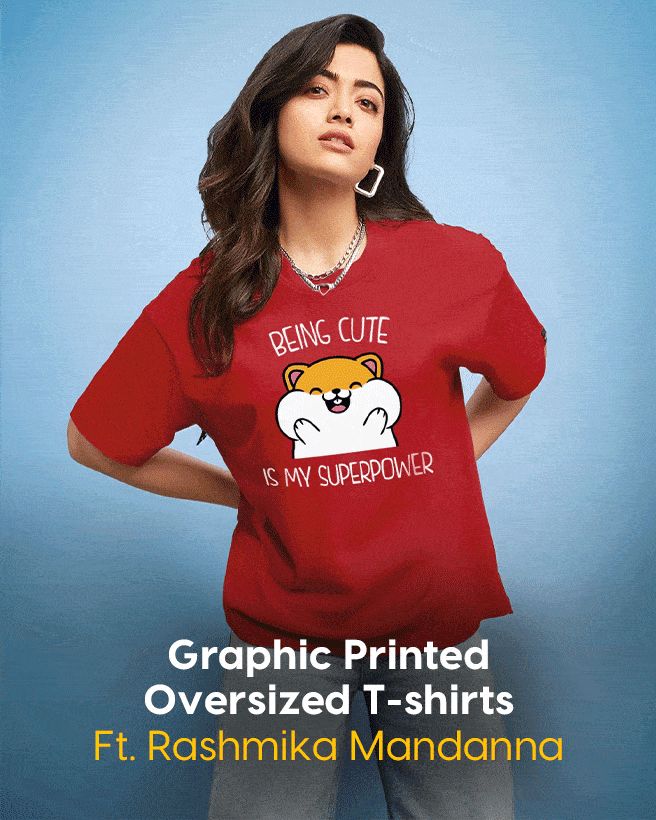 BEING CUTE
IS MY SUPERPOWER
Graphic Printed
Oversized T-shirts
Ft. Rashmika Mandanna